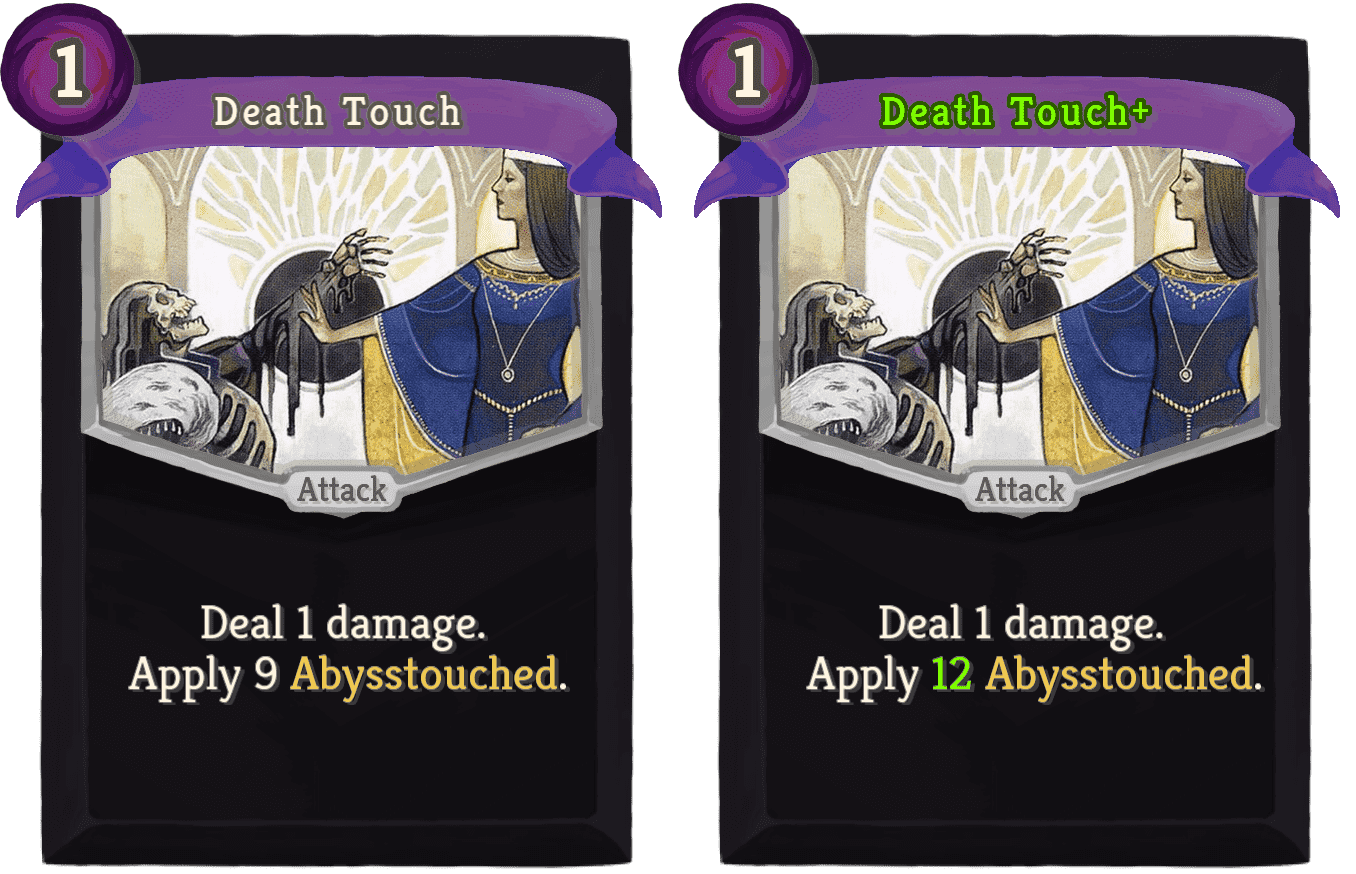 1
Death Touch
Attack
Deal 1 damage.
Apply 9 Abysstouched.
1
Death Touch+
Attack
Deal 1 damage.
Apply 12 Abysstouched.